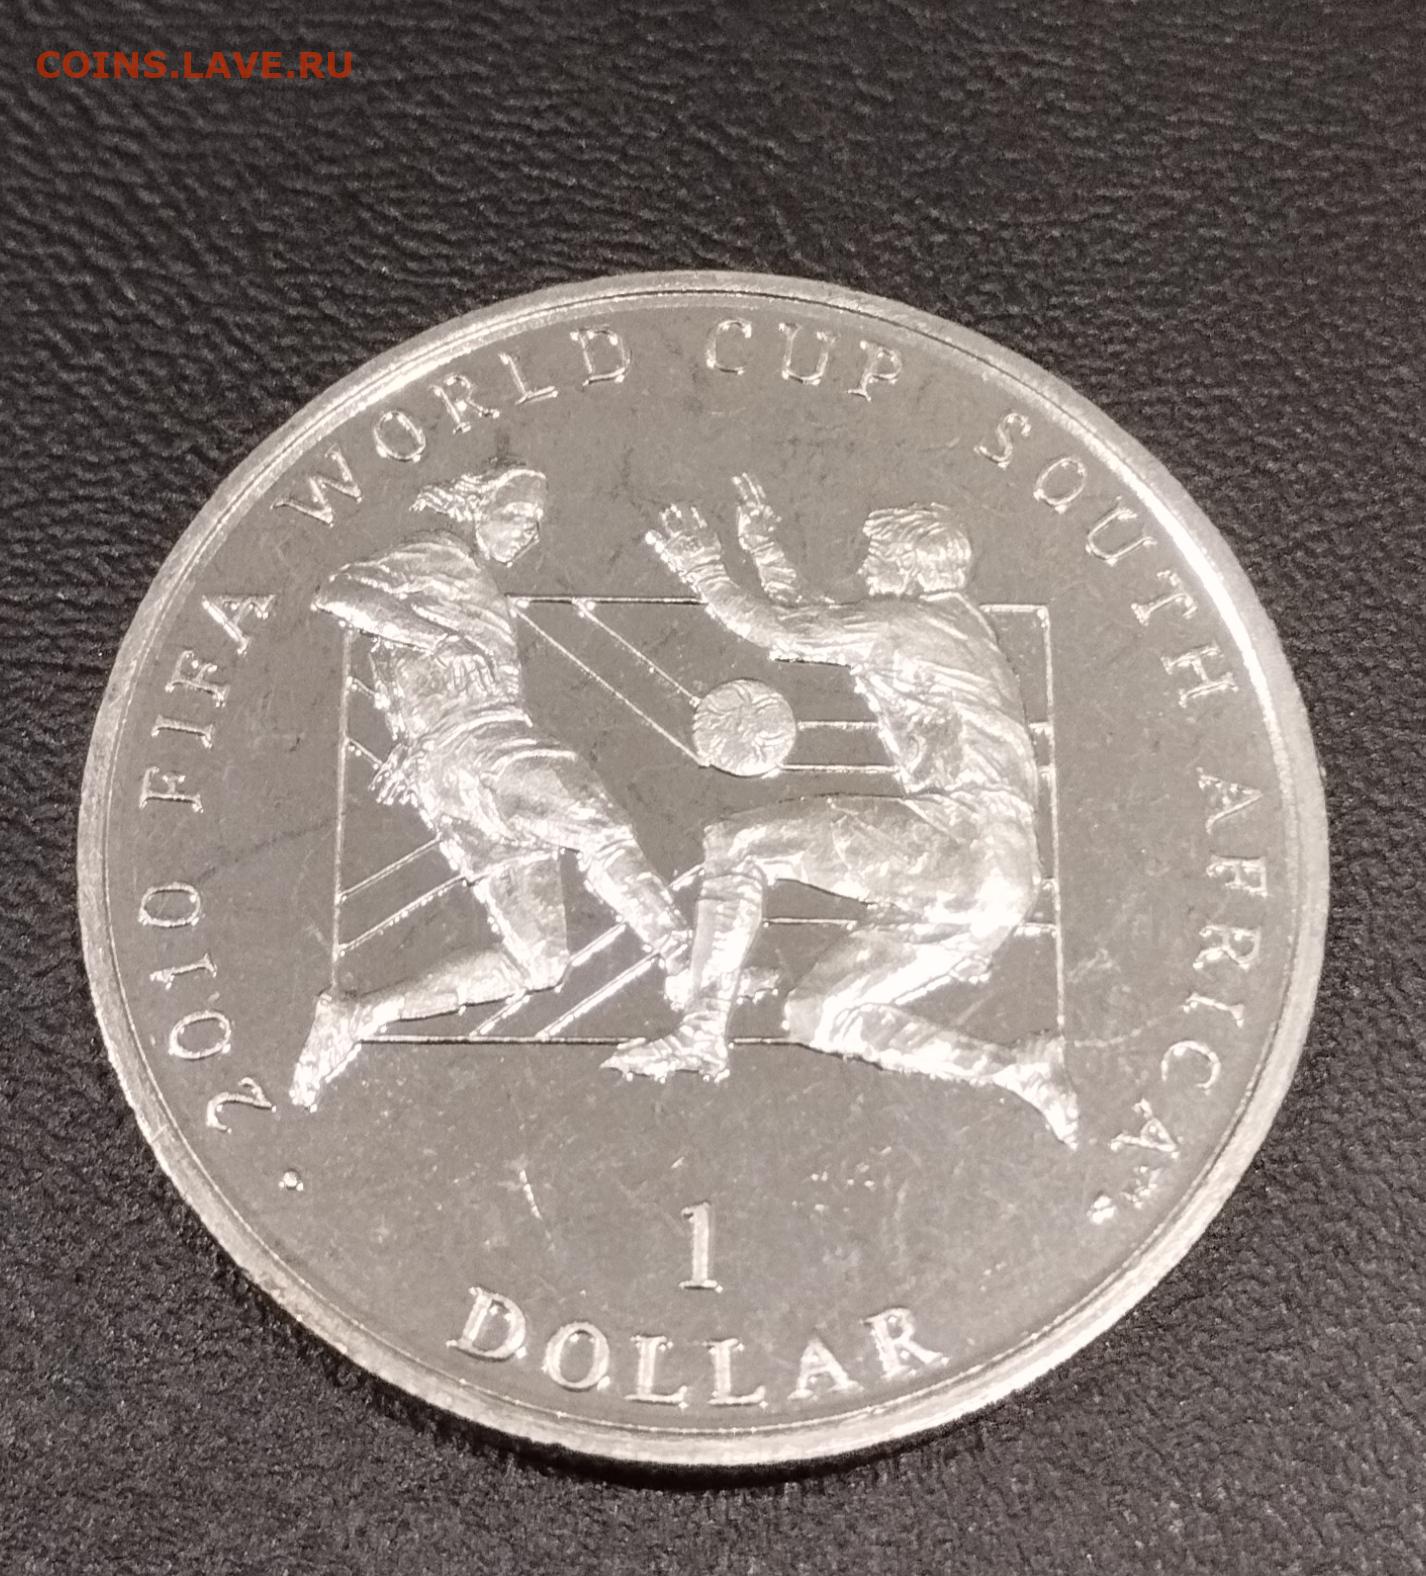 COINS.LAVE.RU
2010 FIFA WORLD CUP SOUTH AFRICA
1
DOLLAR